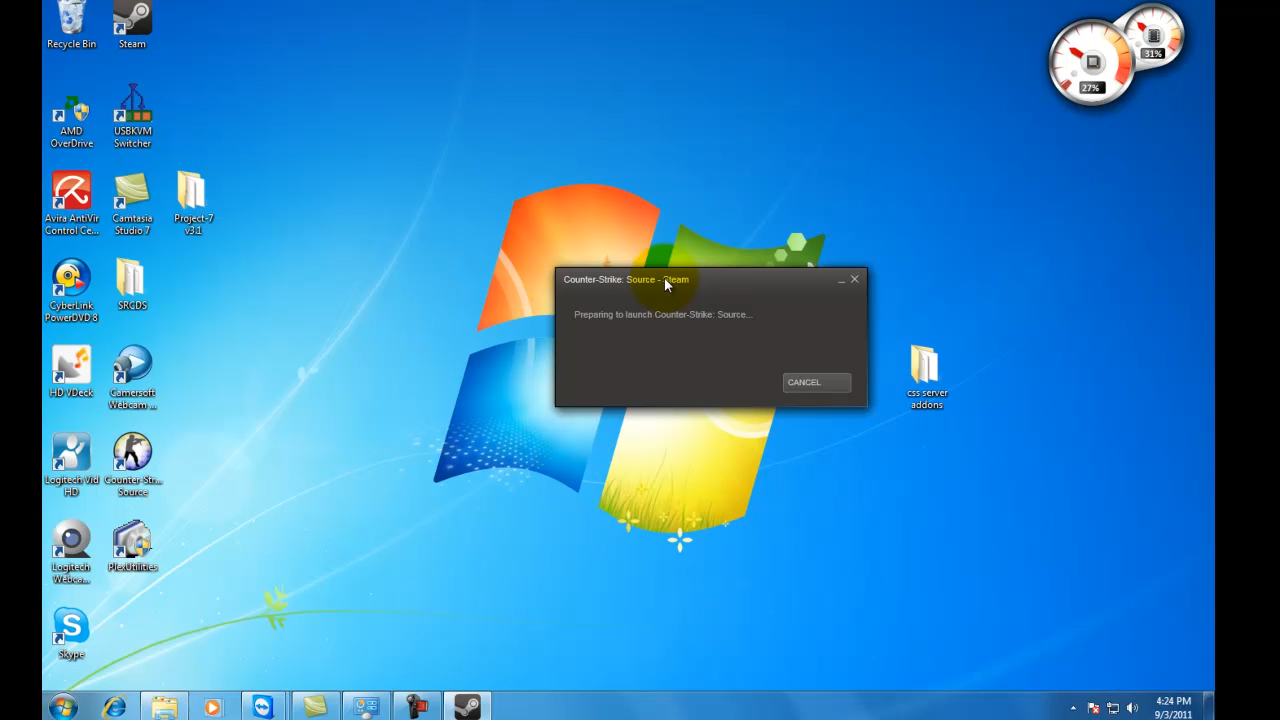 Recycle Bin
Steam
31%
27%
AMD
OverDrive
USBKVM
Switcher
Avira AntiVir
Control Ce...
Camtasia
Studio 7
Project-7
v3.1
CyberLink
PowerDVD 8
SRCDS
Counter-Strike: Source - Steam
Preparing to launch Counter-Strike: Source...
CANCEL
HD VDeck
Camersoft
Webcam ...
css server
addons
Logitech Vid
HD
Counter-Str...
Source
Logitech
Webca...
PlexUtilities
S
Skype
4:24 PM
9/3/2011